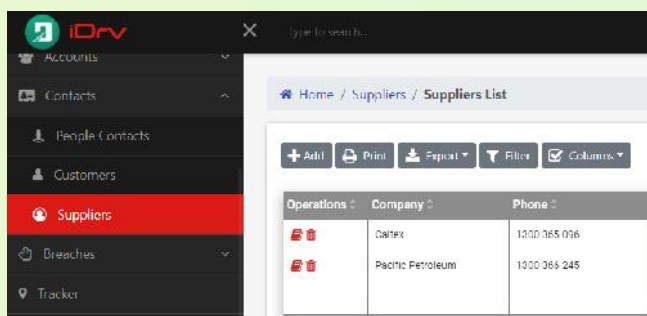 iDrv
Type to search...
Accounts
Contacts
People Contacts
Customers
Suppliers
Breaches
Tracker
Home / Suppliers / Suppliers List
Add Print Export Filter Columns
Operations Company Phone
Caltex 1300 365 096
Pacific Petroleum 1300 366 245